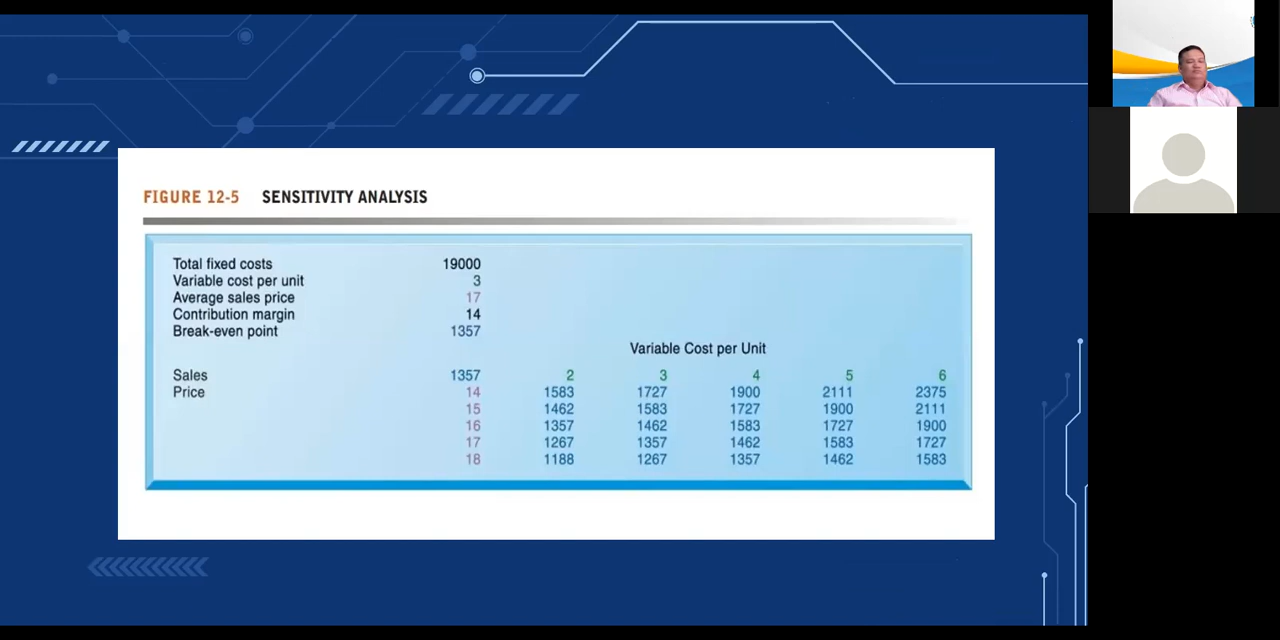 FIGURE 12-5 SENSITIVITY ANALYSIS
Total fixed costs 19000
Variable cost per unit 3
Average sales price 17
Contribution margin 14
Break-even point 1357
Variable Cost per Unit
Sales 1357 2 3 4 5 6
Price 14 1583 1727 1900 2111 2375
15 1462 1583 1727 1900 2111
16 1357 1462 1583 1727 1900
17 1267 1357 1462 1583 1727
18 1188 1267 1357 1462 1583